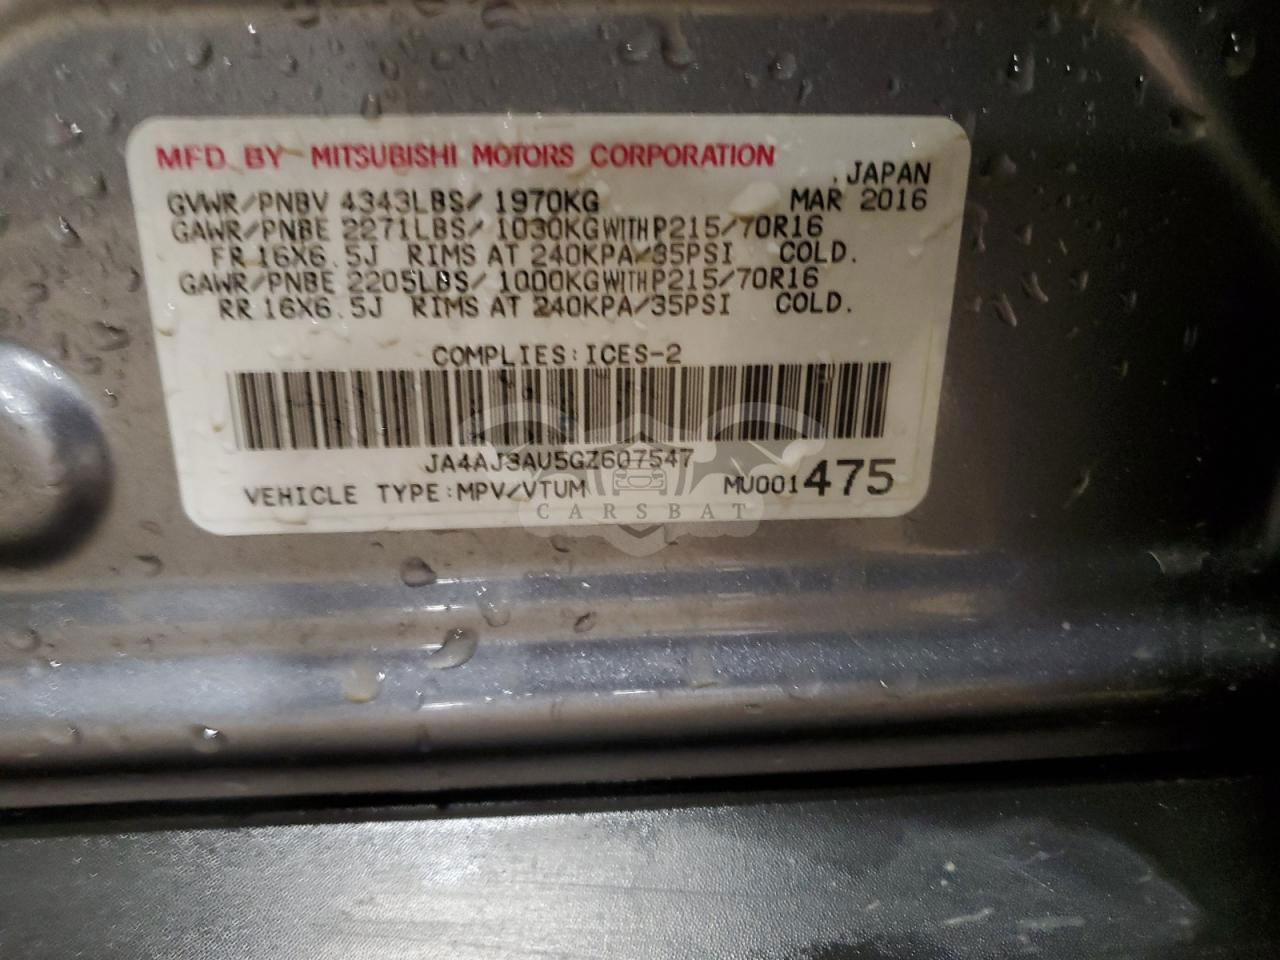 MFD. BY MITSUBISHI MOTORS CORPORATION
. JAPAN
GVWR/PNBV 4343LBS/ 1970KG MAR 2016
GAWR/PNBE 2271LBS/ 1030KG WITH P215/70R16
FR 16X6.5J RIMS AT 240KPA/35PSI COLD.
GAWR/PNBE 2205LBS/ 1000KG WITH P215/70R16
RR 16X6.5J RIMS AT 240KPA/35PSI COLD.
COMPLIES:ICES-2
JA4AJ3AU5GZ607547
VEHICLE TYPE:MPV/VTUM MU001475
CARSBAT